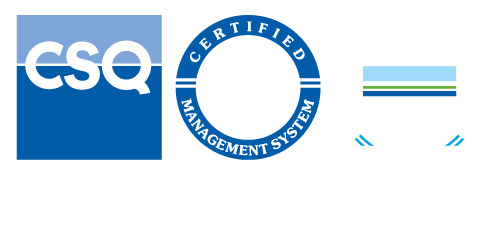 CSQ
CERTIFIED
MANAGEMENT SYSTEM